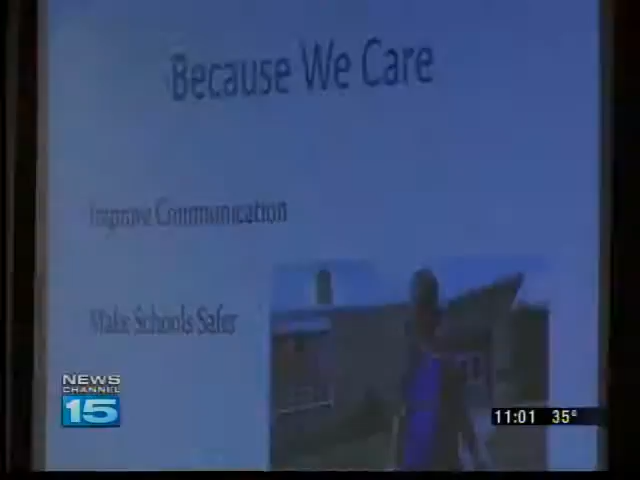 Because We Care
Improve Communication
Make Schools Safer
NEWS
CHANNEL
15
11:01 35°